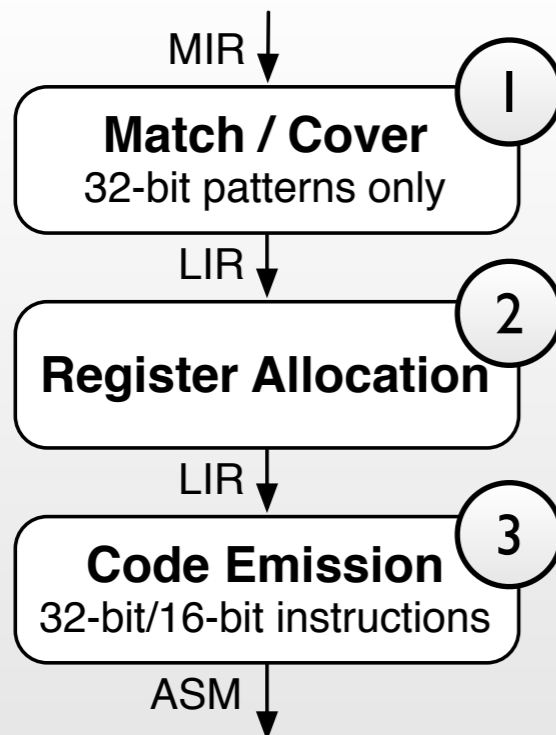 MIR
1
Match / Cover
32-bit patterns only
LIR
2
Register Allocation
LIR
3
Code Emission
32-bit/16-bit instructions
ASM